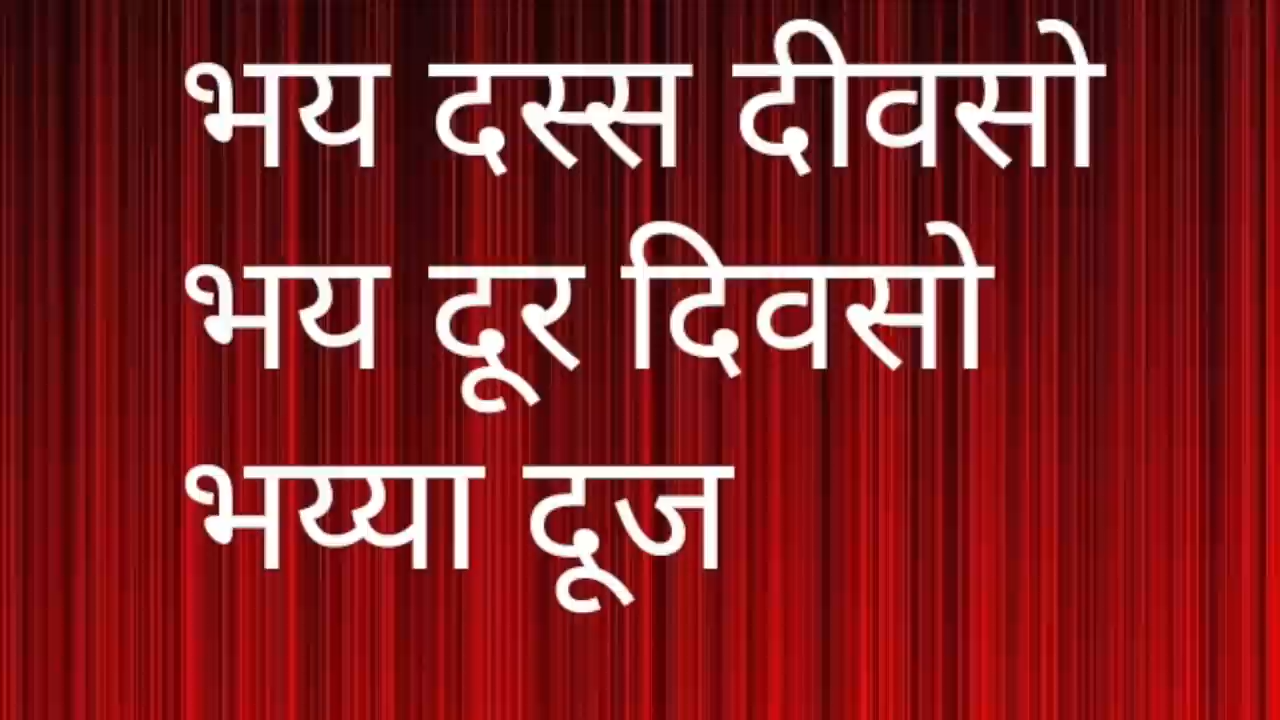 भय दस्स दीवसो
भय दूर दिवसो
भय्या दूज